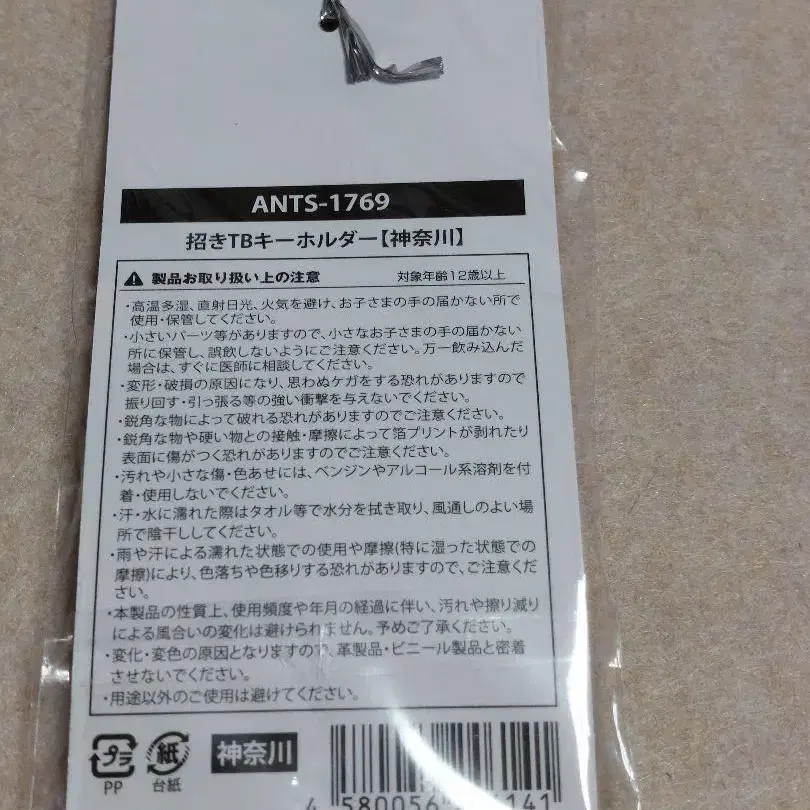 ANTS-1769
招きTBキーホルダー【神奈川】
製品お取り扱い上の注意 対象年齢12歳以上
・高温多湿、直射日光、火気を避け、お子さまの手の届かない所で
使用・保管してください。
・小さいパーツ等がありますので、小さなお子さまの手の届かない
所に保管し、誤飲しないようにご注意ください。万一飲み込んだ
場合は、すぐに医師に相談してください。
・変形・破損の原因になり、思わぬケガをする恐れがありますので
振り回す・引っ張る等の強い衝撃を与えないでください。
・鋭角な物によって破れる恐れがありますのでご注意ください。
・鋭角な物や硬い物との接触・摩擦によって箔プリントが剥れたり
表面に傷がつく恐れがありますのでご注意ください。
・汚れや小さな傷・色あせには、ベンジンやアルコール系溶剤を付
着・使用しないでください。
・汗・水に濡れた際はタオル等で水分を拭き取り、風通しのよい場
所で陰干ししてください。
・雨や汗による濡れた状態での使用や摩擦(特に湿った状態での
摩擦)により、色落ちや色移りする恐れがありますので、ご注意くだ
さい。
・本製品の性質上、使用頻度や年月の経過に伴い、汚れや擦り減り
による風合いの変化は避けられません。予めご了承ください。
・変化・変色の原因となりますので、革製品・ビニール製品と密着
させないでください。
・用途以外のご使用は避けてください。
プラ 紙 神奈川
PP 台紙
4 580056 141